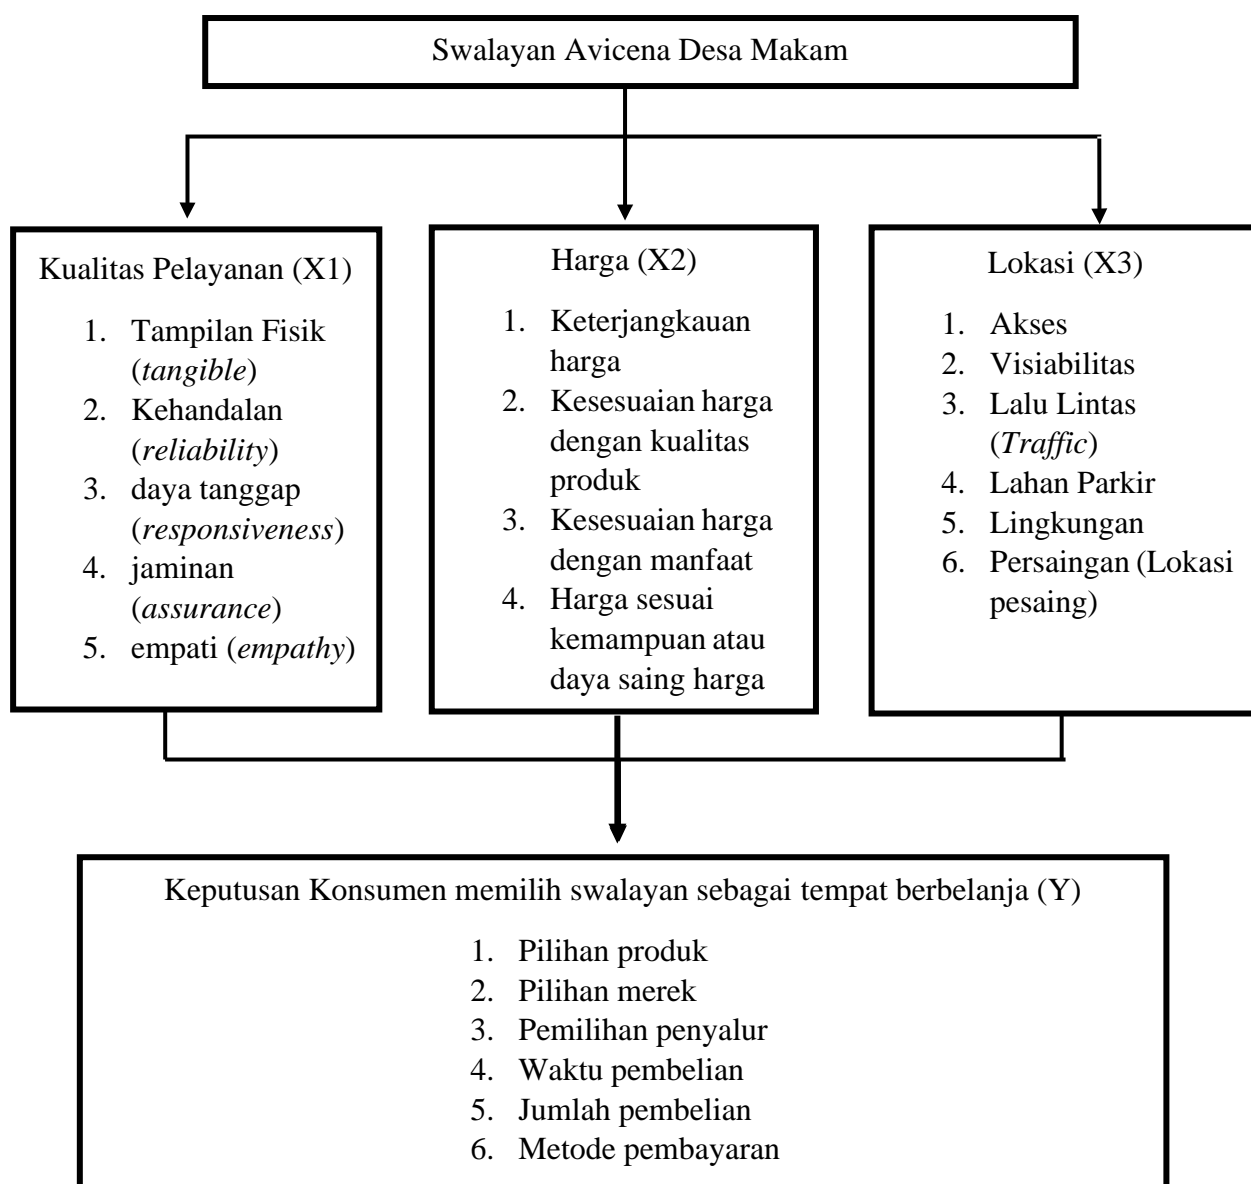 Swalayan Avicena Desa Makam
Kualitas Pelayanan (X1)
1. Tampilan Fisik
(tangible)
2. Kehandalan
(reliability)
3. daya tanggap
(responsiveness)
4. jaminan
(assurance)
5. empati (empathy)
Harga (X2)
1. Keterjangkauan
harga
2. Kesesuaian harga
dengan kualitas
produk
3. Kesesuaian harga
dengan manfaat
4. Harga sesuai
kemampuan atau
daya saing harga
Lokasi (X3)
1. Akses
2. Visiabilitas
3. Lalu Lintas
(Traffic)
4. Lahan Parkir
5. Lingkungan
6. Persaingan (Lokasi
pesaing)
Keputusan Konsumen memilih swalayan sebagai tempat berbelanja (Y)
1. Pilihan produk
2. Pilihan merek
3. Pemilihan penyalur
4. Waktu pembelian
5. Jumlah pembelian
6. Metode pembayaran